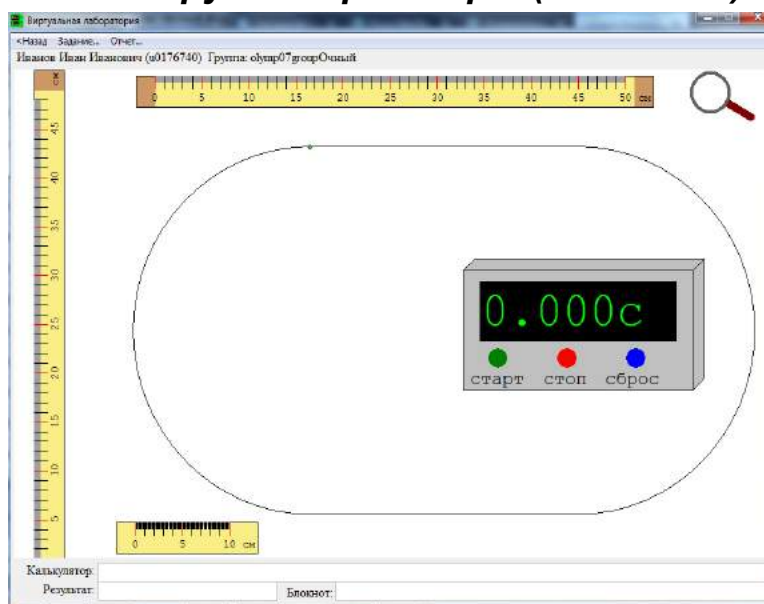 Виртуальная лаборатория
<Назад Задание... Отчет...
Иванов Иван Иванович (u0176740) Группа: olymp07groupОчный
см
45
40
35
30
25
20
15
10
5
0 5 10 15 20 25 30 35 40 45 50 см
0.000с
старт стоп сброс
0 5 10 см
Калькулятор:
Результат: Блокнот: